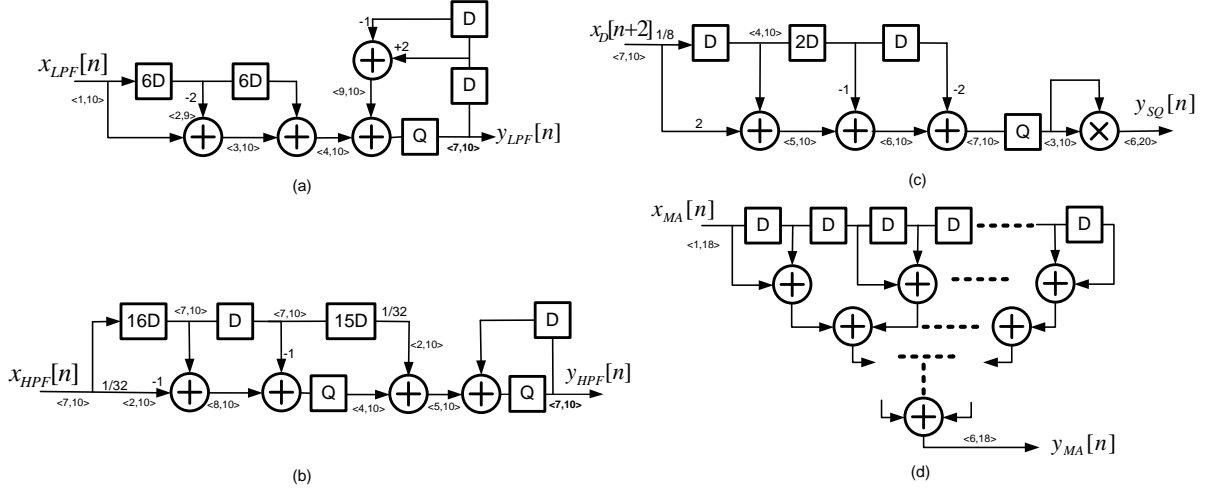 x_LPF[n]
<1,10>
6D
-2
<2,9>
6D
<3,10>
<4,10>
-1
+2
<9,10>
D
D
Q
y_LPF[n]
<7,10>
(a)
x_HPF[n]
<7,10>
16D
<7,10>
D
<7,10>
15D
1/32
<2,10>
1/32
-1
<2,10>
<8,10>
-1
Q
<4,10>
<5,10>
D
Q
y_HPF[n]
<7,10>
(b)
x_D[n+2]
1/8
<7,10>
D
<4,10>
2D
D
2
-1
-2
<5,10>
<6,10>
<7,10>
Q
<3,10>
y_SQ[n]
<6,20>
(c)
x_MA[n]
<1,18>
D
D
D
D
D
<6,18>
y_MA[n]
(d)